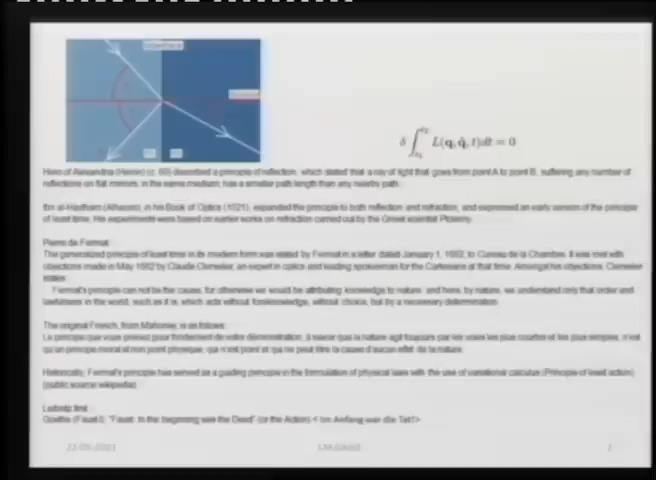 δ ∫ L(q, q̇, t)dt = 0
Hero of Alexandria (Heron) (c. 60) described a principle of reflection, which stated that a ray of light that goes from point A to point B, suffering any number of
reflections on flat mirrors, in the same medium, has a smaller path length than any nearby path.
Ibn al-Haytham (Alhacen), in his Book of Optics (1021), expanded the principle to both reflection and refraction, and expressed an early version of the principle
of least time. His experiments were based on earlier works on refraction carried out by the Greek scientist Ptolemy
Pierre de Fermat
The generalized principle of least time in its modern form was stated by Fermat in a letter dated January 1, 1662, to Cureau de la Chambre. It was met with
objections made in May 1662 by Claude Clerselier, an expert in optics and leading spokesman for the Cartesians at that time. Amongst his objections, Clerselier
states:
Fermat's principle can not be the cause, for otherwise we would be attributing knowledge to nature: and here, by nature, we understand only that order and
lawfulness in the world, such as it is, which acts without foreknowledge, without choice, but by a necessary determination.
The original French, from Mahoney, is as follows:
Le principe que vous prenez pour fondement de votre démonstration, à savoir que la nature agit toujours par les voies les plus courtes et les plus simples, n'est
qu'un principe moral et non point physique, qui n'est point et qui ne peut être la cause d'aucun effet de la nature.
Historically, Fermat's principle has served as a guiding principle in the formulation of physical laws with the use of variational calculus (Principle of least action)
(public source wikipedia)
Leibniz first
Goethe (Faust I): "Faust: In the beginning was the Deed" (or the Action) < Im Anfang war die Tat!>
2